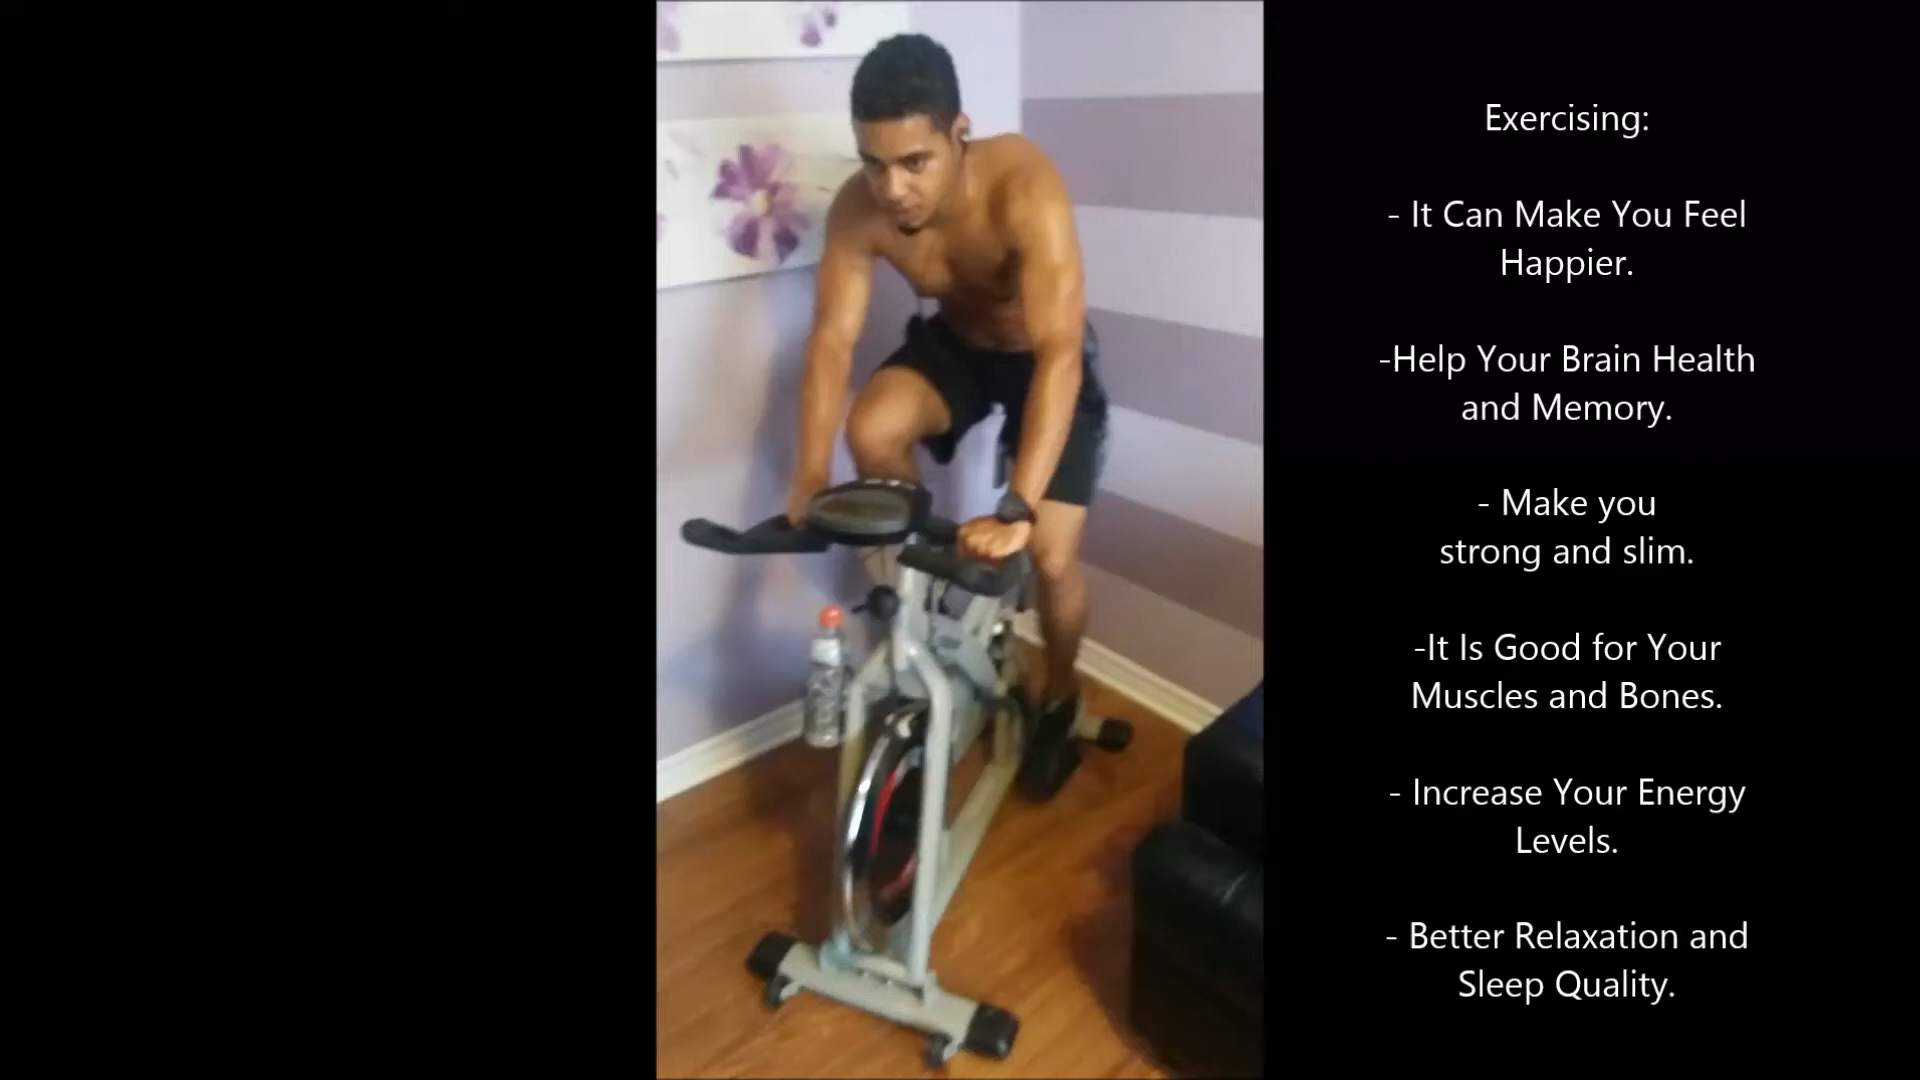 Exercising:
- It Can Make You Feel
Happier.
-Help Your Brain Health
and Memory.
- Make you
strong and slim.
-It Is Good for Your
Muscles and Bones.
- Increase Your Energy
Levels.
- Better Relaxation and
Sleep Quality.